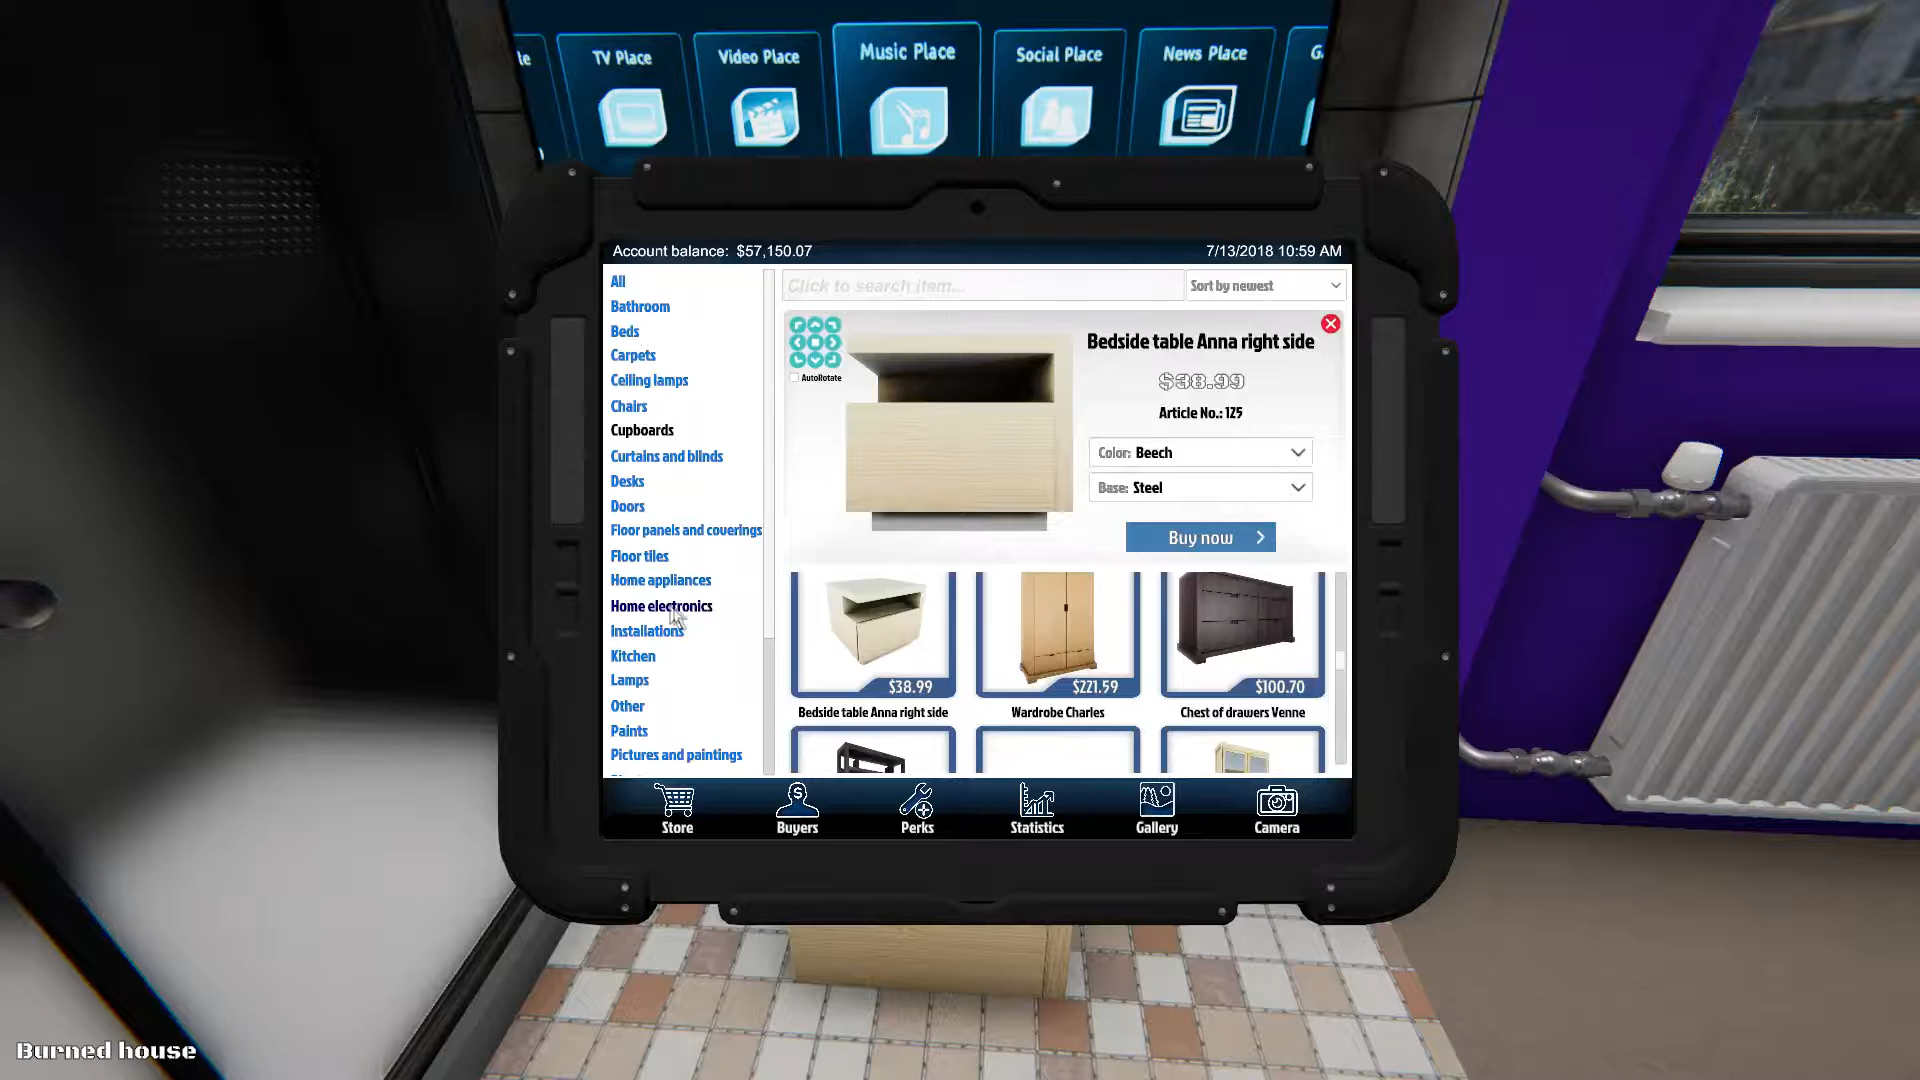 TV Place
Video Place
Music Place
Social Place
News Place
Account balance: $57,150.07
7/13/2018 10:59 AM
All
Bathroom
Beds
Carpets
Ceiling lamps
Chairs
Cupboards
Curtains and blinds
Desks
Doors
Floor panels and coverings
Floor tiles
Home appliances
Home electronics
Installations
Kitchen
Lamps
Other
Paints
Pictures and paintings
Click to search item...
Sort by newest
AutoRotate
Bedside table Anna right side
$38.99
Article No.: 125
Color: Beech
Base: Steel
Buy now
$38.99
$221.59
$100.70
Bedside table Anna right side
Wardrobe Charles
Chest of drawers Venne
Store
Buyers
Perks
Statistics
Gallery
Camera
Burned house